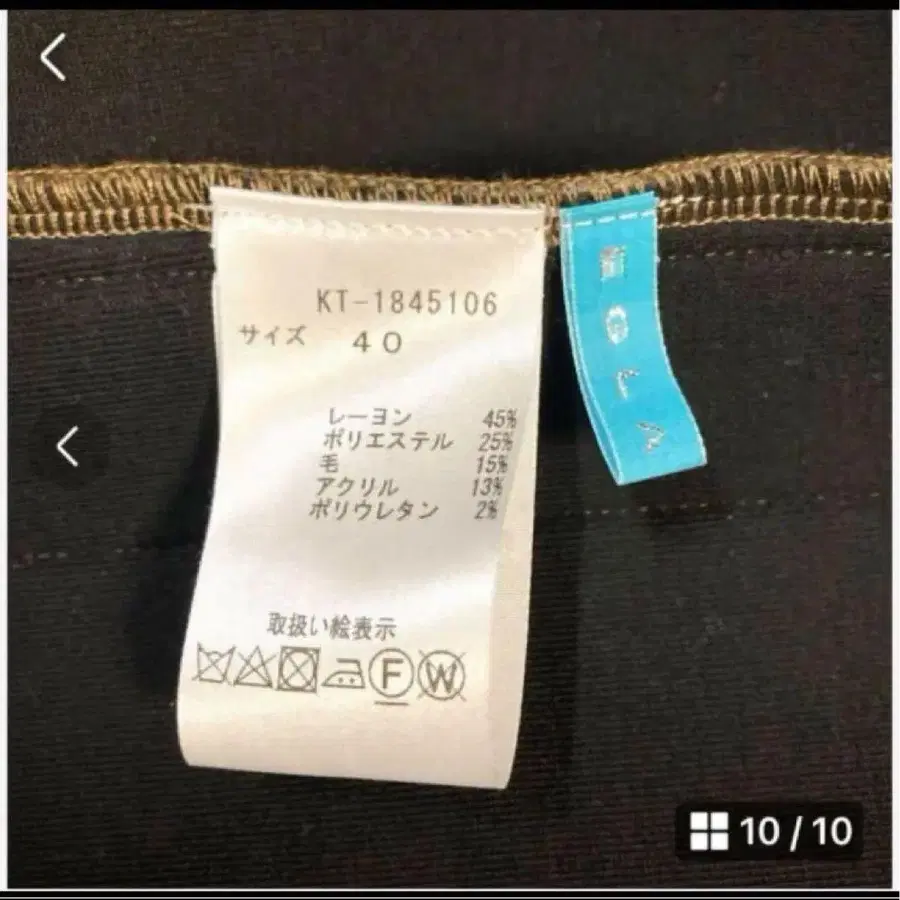 KT-1845106
サイズ 40
レーヨン 45%
ポリエステル 25%
毛 15%
アクリル 13%
ポリウレタン 2%
取扱い絵表示
F W
10 / 10